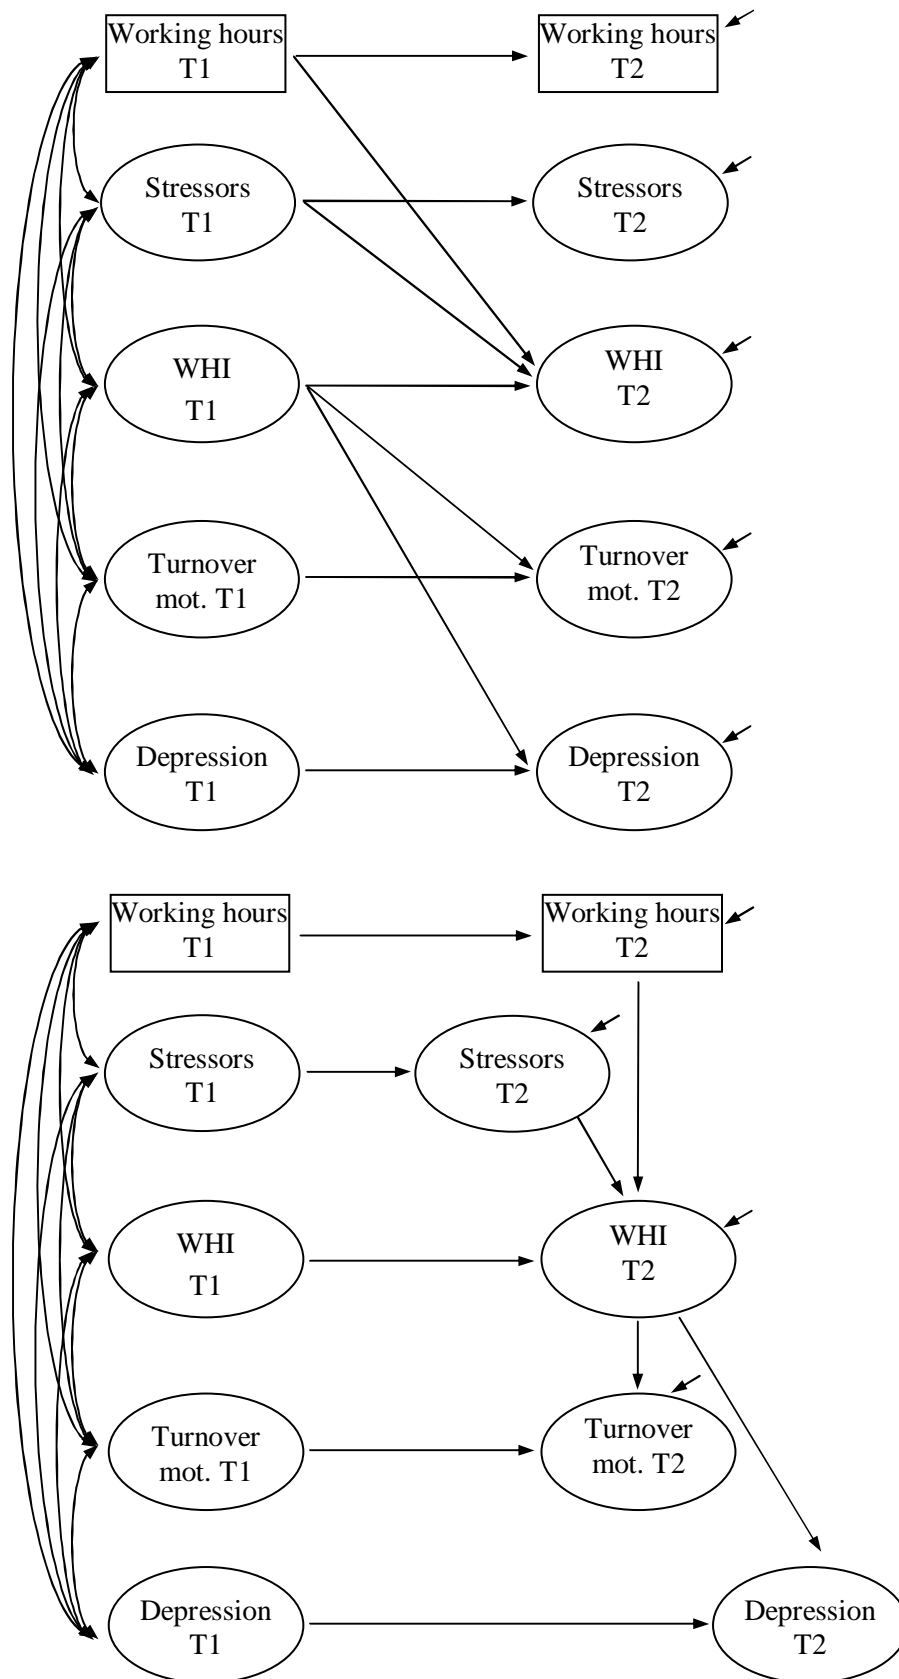 Working hours
T1
Working hours
T2
Stressors
T1
Stressors
T2
WHI
T1
WHI
T2
Turnover
mot. T1
Turnover
mot. T2
Depression
T1
Depression
T2
Working hours
T1
Working hours
T2
Stressors
T1
Stressors
T2
WHI
T1
WHI
T2
Turnover
mot. T1
Turnover
mot. T2
Depression
T1
Depression
T2